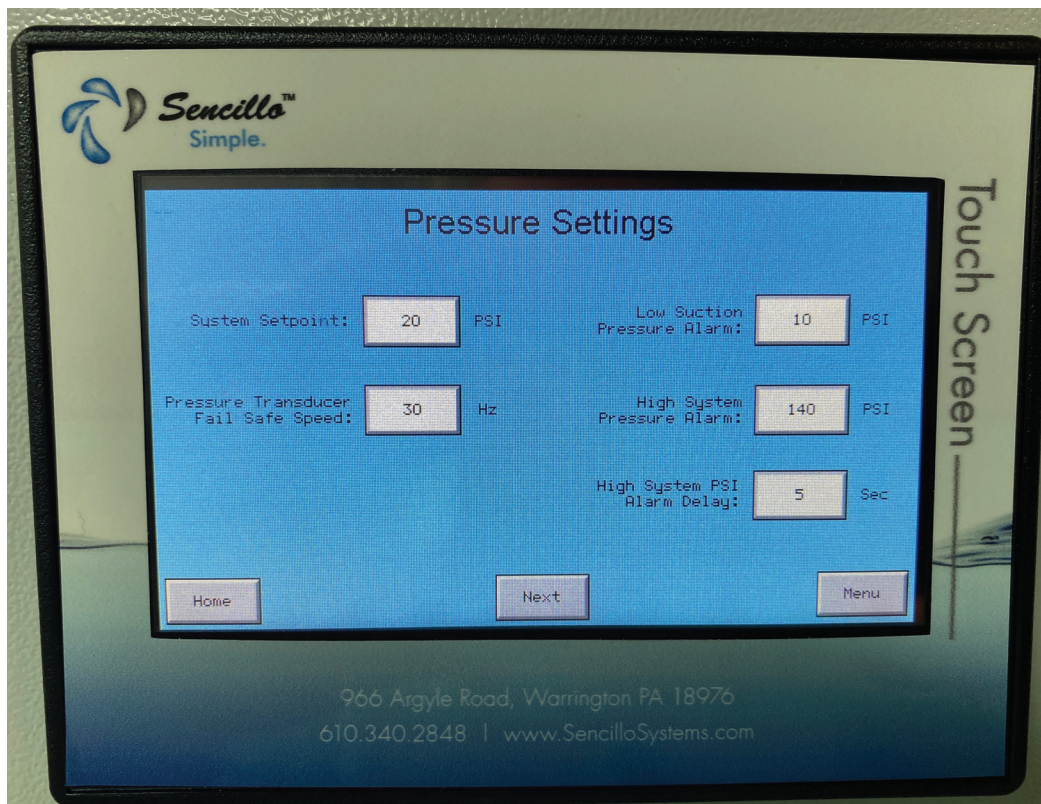 Sencillo™
Simple.
Touch Screen
Pressure Settings
System Setpoint: 20 PSI
Pressure Transducer
Fail Safe Speed: 30 Hz
Low Suction
Pressure Alarm: 10 PSI
High System
Pressure Alarm: 140 PSI
High System PSI
Alarm Delay: 5 Sec
Home
Next
Menu
966 Argyle Road, Warrington PA 18976
610.340.2848 | www.SencilloSystems.com